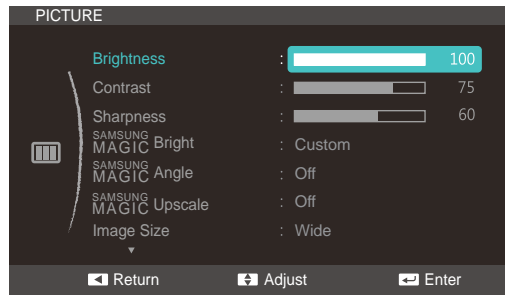 PICTURE
Brightness : 100
Contrast : 75
Sharpness : 60
SAMSUNG MAGIC Bright : Custom
SAMSUNG MAGIC Angle : Off
SAMSUNG MAGIC Upscale : Off
Image Size : Wide
Return Adjust Enter